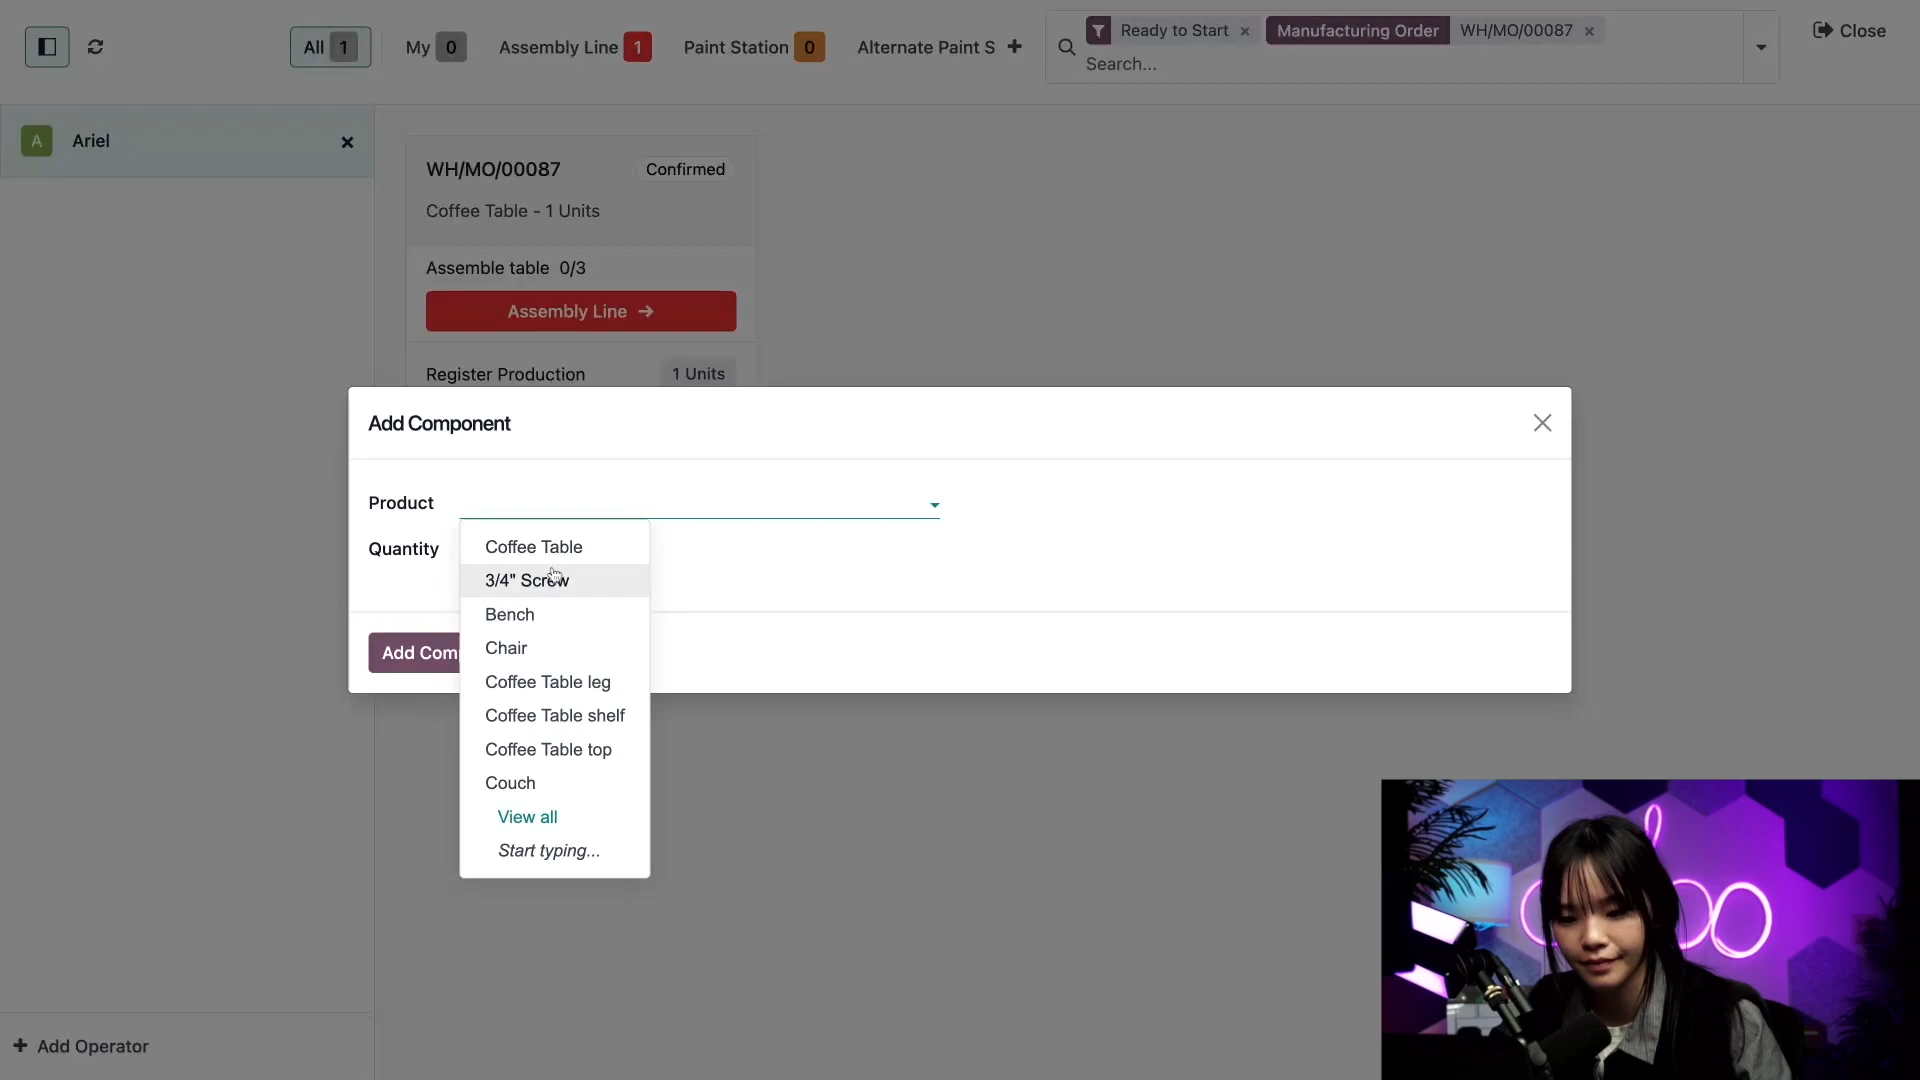 All 1
My 0
Assembly Line 1
Paint Station 0
Alternate Paint S
Ready to Start ×
Manufacturing Order WH/MO/00087 ×
Search...
Close
A Ariel
WH/MO/00087 Confirmed
Coffee Table - 1 Units
Assemble table 0/3
Assembly Line →
Register Production 1 Units
Add Component
Product
Quantity
Coffee Table
3/4" Screw
Bench
Chair
Coffee Table leg
Coffee Table shelf
Coffee Table top
Couch
View all
Start typing...
Add Com
+ Add Operator